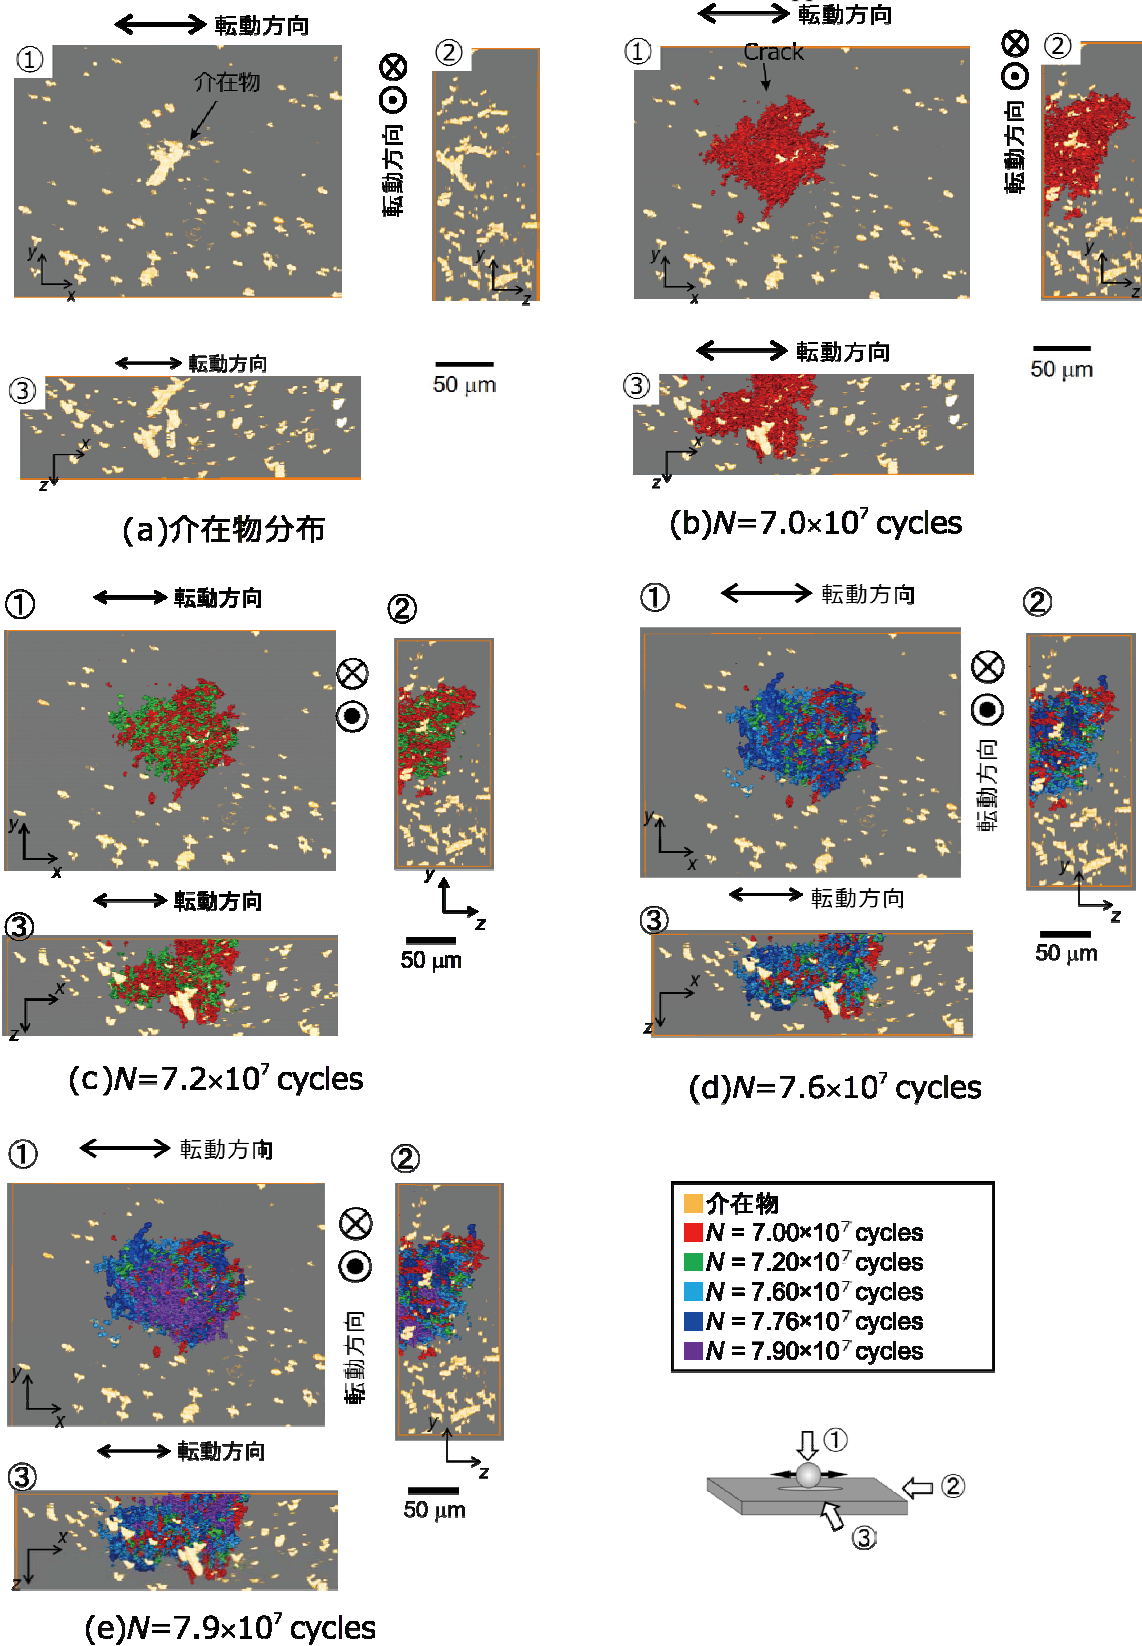 転動方向
①
介在物
転動方向
②
y
x
y
z
転動方向
③
x
z
50 μm
(a)介在物分布
転動方向
①
Crack
転動方向
②
y
x
y
z
転動方向
③
x
z
50 μm
(b)N=7.0×10⁷ cycles
①
転動方向
②
y
x
y
z
転動方向
③
x
z
50 μm
(c)N=7.2×10⁷ cycles
①
転動方向
②
転動方向
y
x
y
z
転動方向
③
x
z
50 μm
(d)N=7.6×10⁷ cycles
①
転動方向
②
転動方向
y
x
y
z
転動方向
③
x
z
50 μm
(e)N=7.9×10⁷ cycles
介在物
N = 7.00×10⁷ cycles
N = 7.20×10⁷ cycles
N = 7.60×10⁷ cycles
N = 7.76×10⁷ cycles
N = 7.90×10⁷ cycles
①
②
③